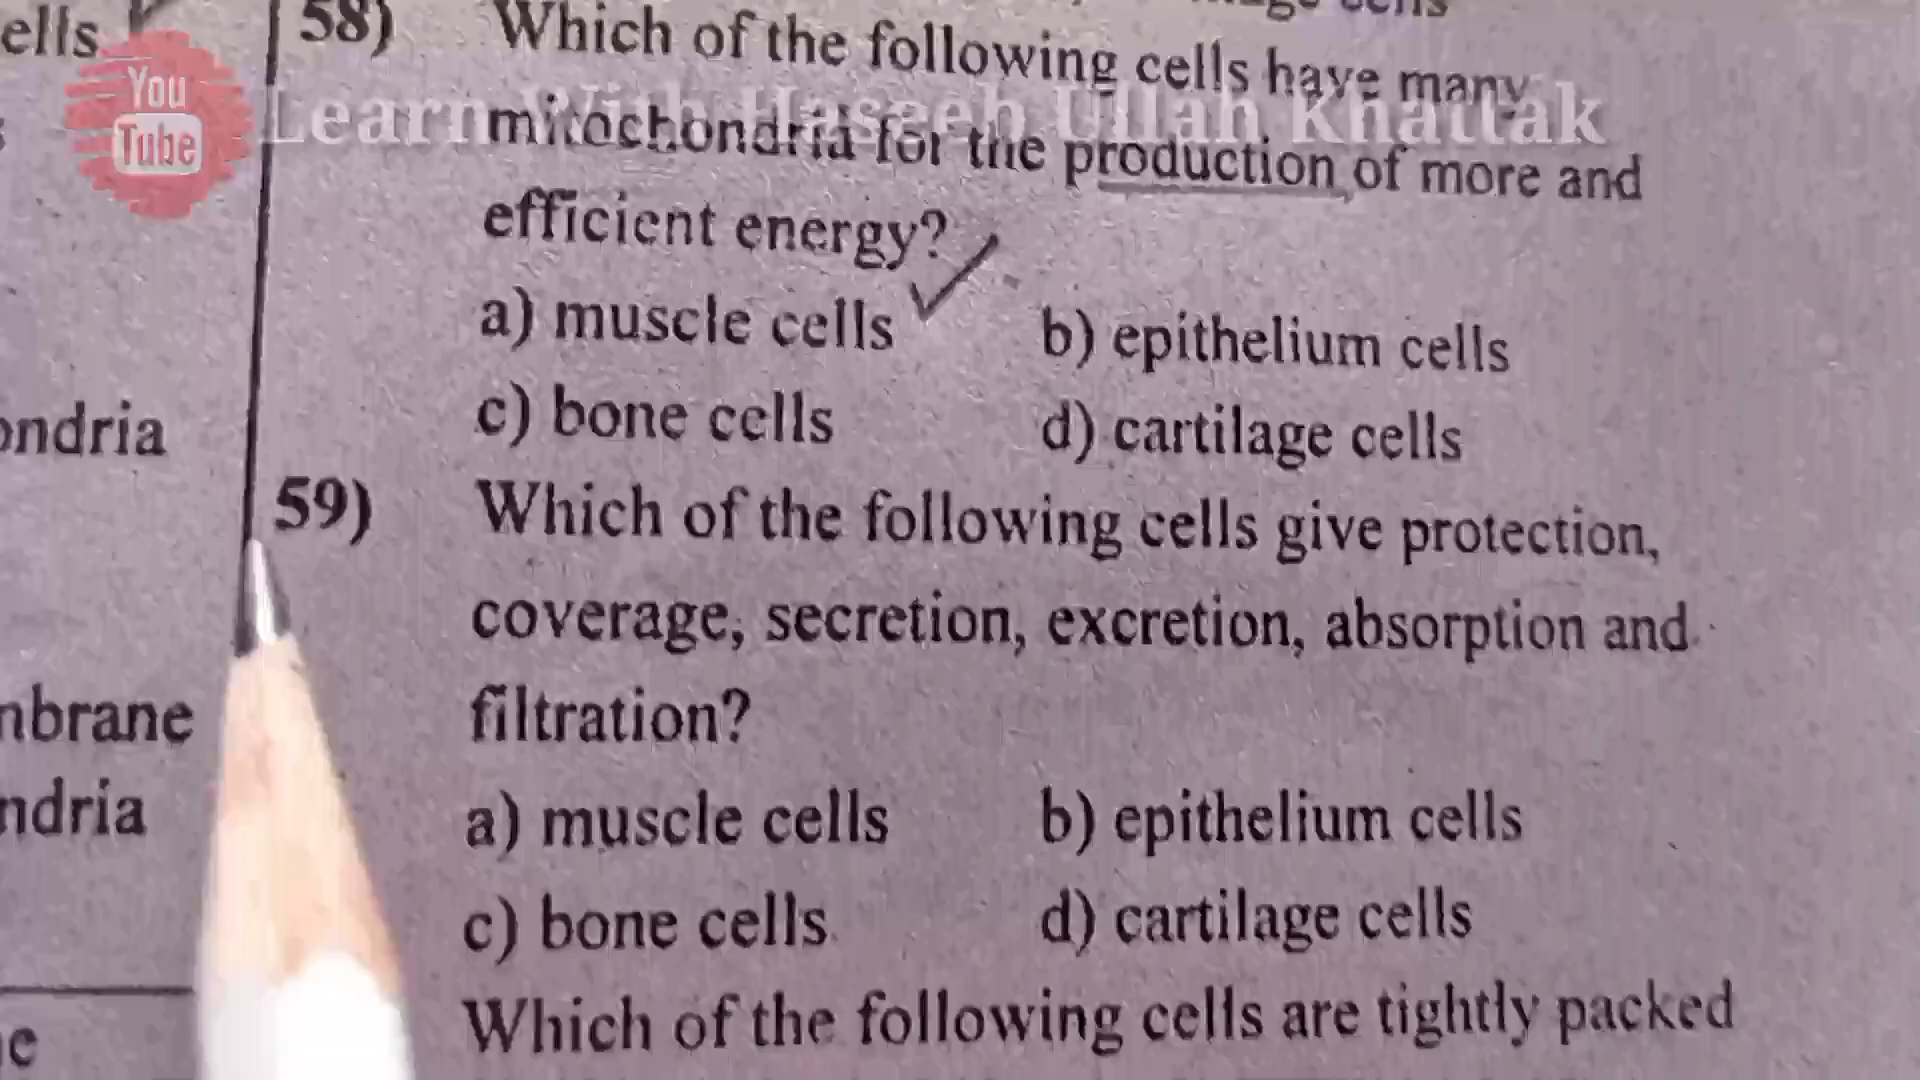 ells
You
Tube
Learn With Haseeb Ullah Khattak
58) Which of the following cells have many
mitochondria for the production of more and
efficient energy?
a) muscle cells b) epithelium cells
c) bone cells d) cartilage cells
ondria
59) Which of the following cells give protection,
coverage, secretion, excretion, absorption and
filtration?
nbrane
ndria
a) muscle cells b) epithelium cells
c) bone cells d) cartilage cells
Which of the following cells are tightly packed